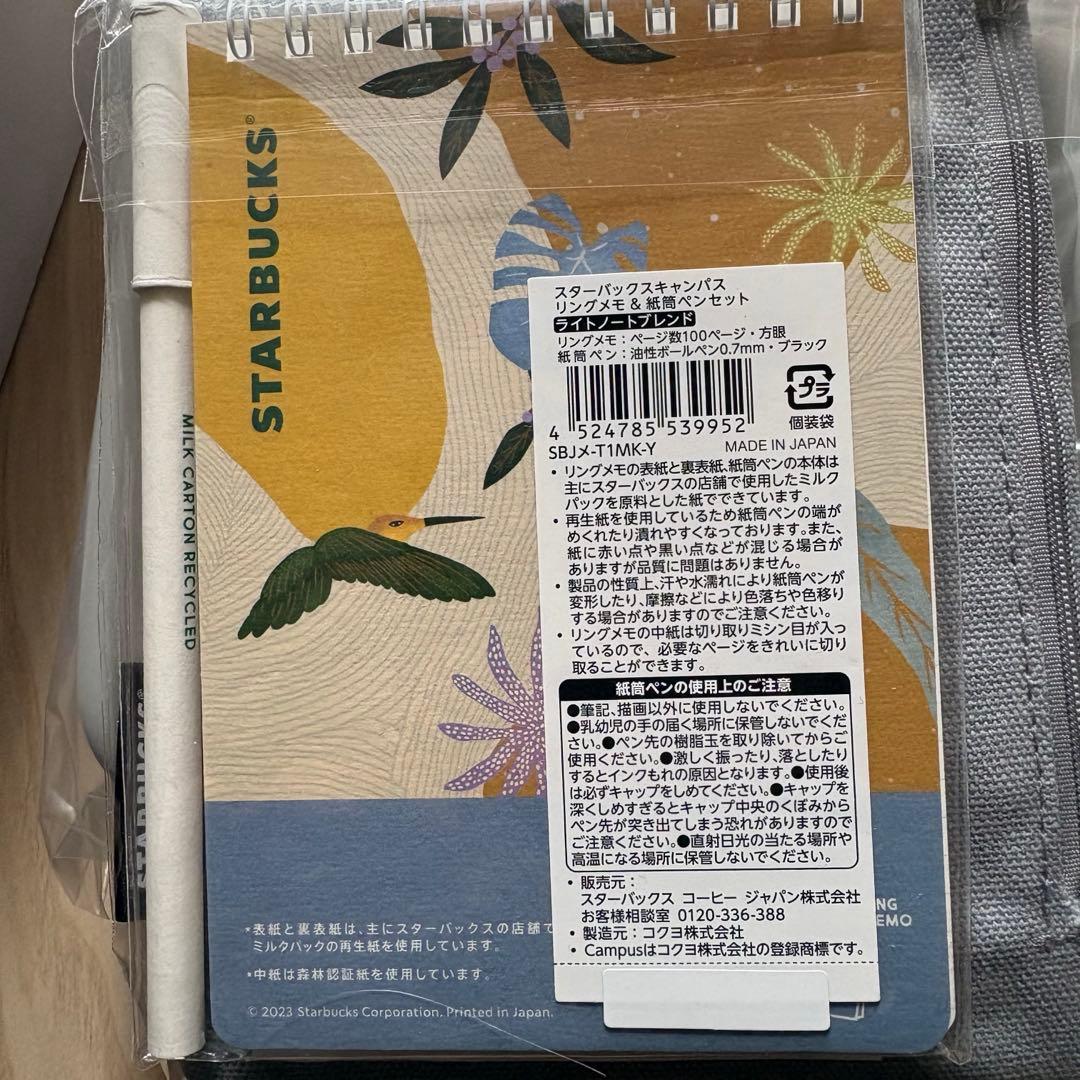 STARBUCKS®
MILK CARTON RECYCLED
STARBUCKS®
スターバックスキャンパス
リングメモ & 紙筒ペンセット
ライトノートブレンド
リングメモ：ページ数100ページ・方眼
紙筒ペン：油性ボールペン0.7mm・ブラック
4 524785 539952
プラ
個装袋
SBJメ-T1MK-Y
MADE IN JAPAN
・リングメモの表紙と裏表紙、紙筒ペンの本体は
主にスターバックスの店舗で使用したミルク
パックを原料とした紙でできています。
・再生紙を使用しているため紙筒ペンの端が
めくれたり潰れやすくなっております。また、
紙に赤い点や黒い点などが混じる場合が
ありますが品質に問題はありません。
・製品の性質上、汗や水濡れにより紙筒ペンが
変形したり、摩擦などにより色落ちや色移り
する場合がありますのでご注意ください。
・リングメモの中紙は切り取りミシン目が入っ
ているので、必要なページをきれいに切り
取ることができます。
紙筒ペンの使用上のご注意
●筆記、描画以外に使用しないでください。
●乳幼児の手の届く場所に保管しないでくだ
さい。●ペン先の樹脂玉を取り除いてからご
使用ください。●激しく振ったり、落としたり
するとインクもれの原因となります。●使用後
は必ずキャップをしめてください。●キャップを
深くしめすぎるとキャップ中央のくぼみから
ペン先が突き出てしまう恐れがありますので
ご注意ください。●直射日光の当たる場所や
高温になる場所に保管しないでください。
・販売元：
スターバックス コーヒー ジャパン株式会社
お客様相談室 0120-336-388
・製造元：コクヨ株式会社
・Campusはコクヨ株式会社の登録商標です。
NG
EMO
*表紙と裏表紙は、主にスターバックスの店舗で
ミルクパックの再生紙を使用しています。
*中紙は森林認証紙を使用しています。
© 2023 Starbucks Corporation. Printed in Japan.